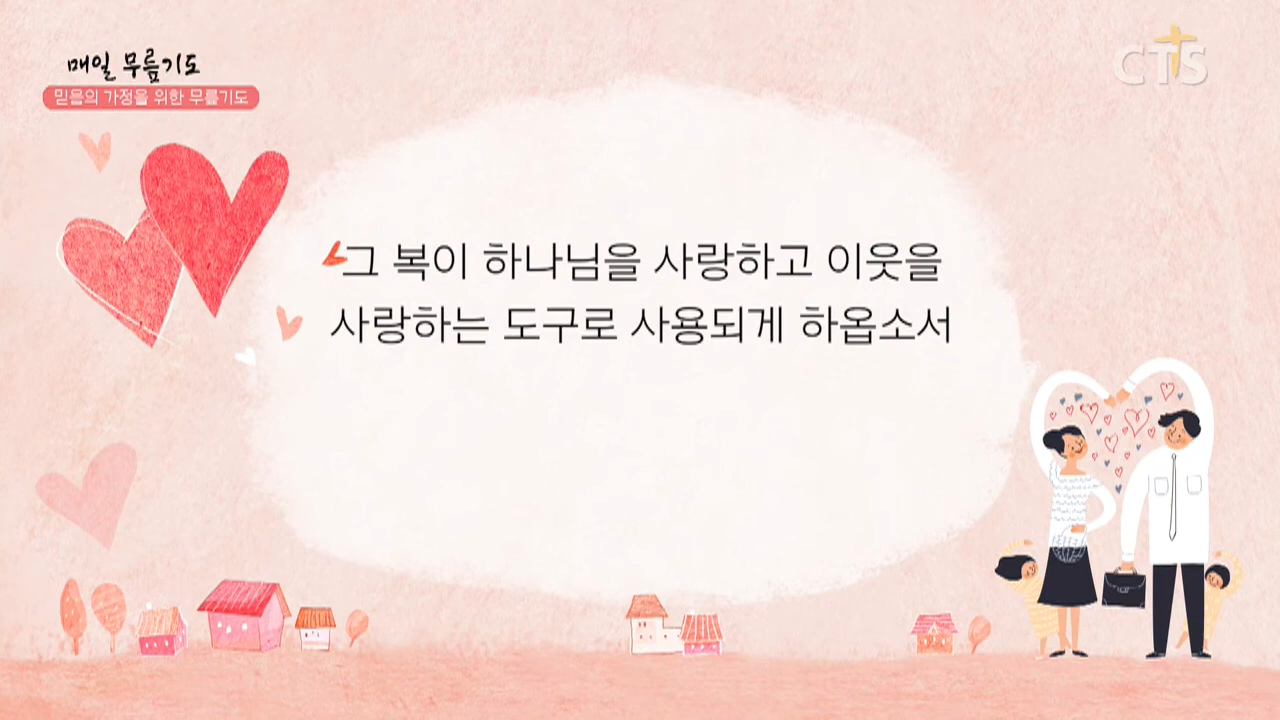 매일 무릎기도
믿음의 가정을 위한 무릎기도
CTS
그 복이 하나님을 사랑하고 이웃을
사랑하는 도구로 사용되게 하옵소서